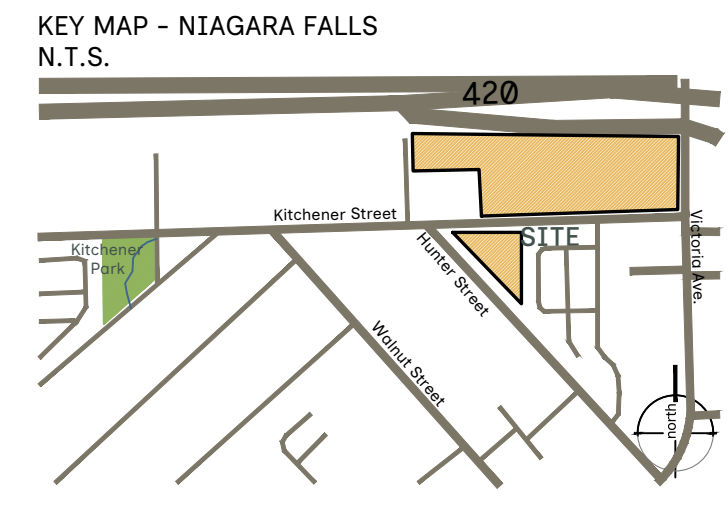 KEY MAP - NIAGARA FALLS
N.T.S.
420
Kitchener Street
Kitchener
Park
Hunter Street
SITE
Victoria Ave.
Walnut Street
north